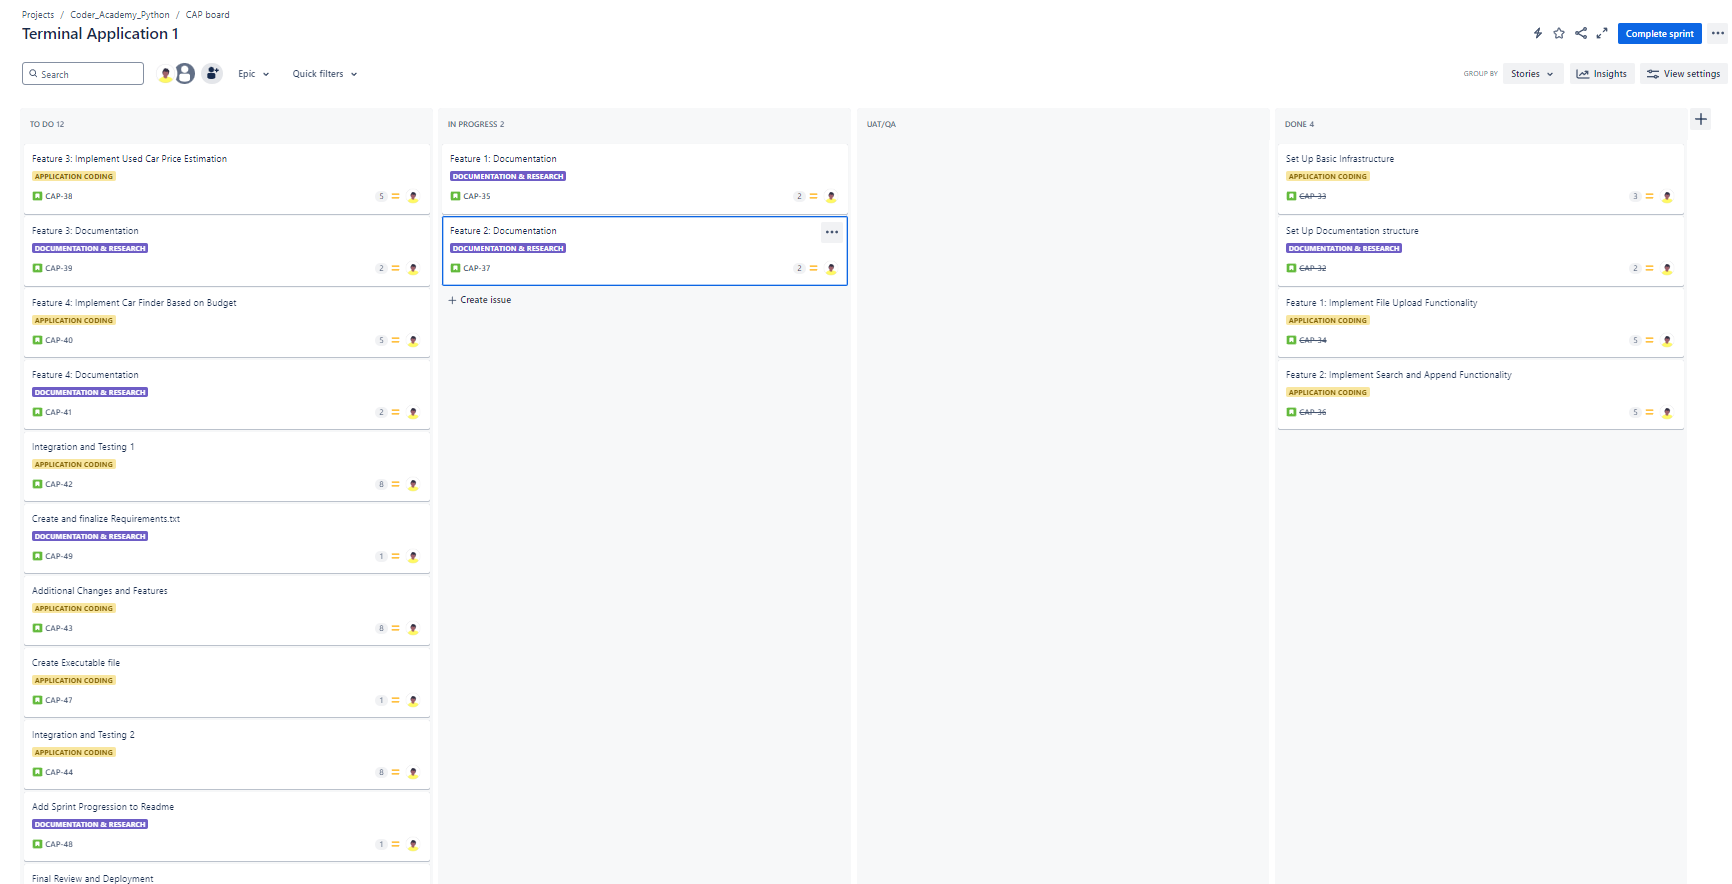 Projects / Coder_Academy_Python / CAP board
Terminal Application 1
Complete sprint
Search
Epic
Quick filters
GROUP BY
Stories
Insights
View settings
TO DO 12
Feature 3: Implement Used Car Price Estimation
APPLICATION CODING
CAP-38
5
Feature 3: Documentation
DOCUMENTATION & RESEARCH
CAP-39
2
Feature 4: Implement Car Finder Based on Budget
APPLICATION CODING
CAP-40
5
Feature 4: Documentation
DOCUMENTATION & RESEARCH
CAP-41
2
Integration and Testing 1
APPLICATION CODING
CAP-42
8
Create and finalize Requirements.txt
DOCUMENTATION & RESEARCH
CAP-49
1
Additional Changes and Features
APPLICATION CODING
CAP-43
8
Create Executable file
APPLICATION CODING
CAP-47
1
Integration and Testing 2
APPLICATION CODING
CAP-44
8
Add Sprint Progression to Readme
DOCUMENTATION & RESEARCH
CAP-48
1
Final Review and Deployment
IN PROGRESS 2
Feature 1: Documentation
DOCUMENTATION & RESEARCH
CAP-35
2
Feature 2: Documentation
DOCUMENTATION & RESEARCH
CAP-37
2
Create issue
UAT/QA
DONE 4
Set Up Basic Infrastructure
APPLICATION CODING
CAP-33
3
Set Up Documentation structure
DOCUMENTATION & RESEARCH
CAP-32
2
Feature 1: Implement File Upload Functionality
APPLICATION CODING
CAP-34
5
Feature 2: Implement Search and Append Functionality
APPLICATION CODING
CAP-36
5